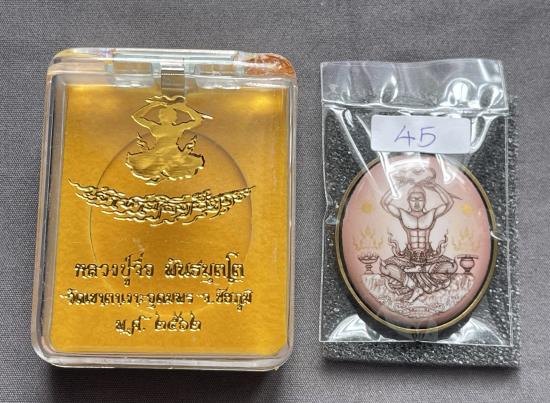 หลวงปู่จื่อ พันธมุตโต
วัดเขาตาเงาะอุดมพร จ.ชัยภูมิ
พ.ศ. ๒๕๖๒
45